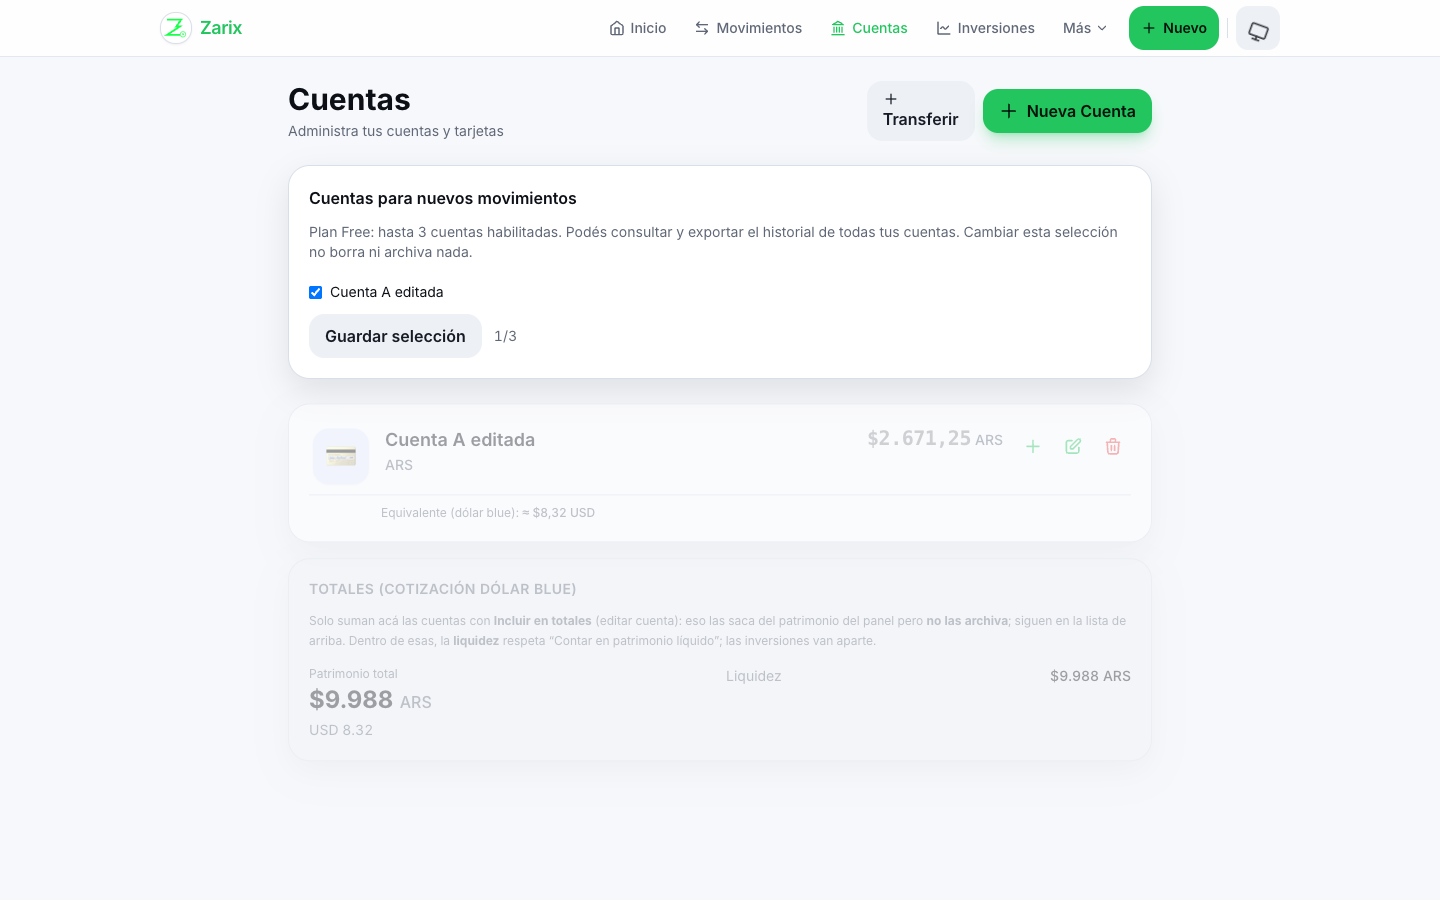 Zarix
Inicio
Movimientos
Cuentas
Inversiones
Más
Nuevo
Cuentas
Administra tus cuentas y tarjetas
Transferir
Nueva Cuenta
Cuentas para nuevos movimientos
Plan Free: hasta 3 cuentas habilitadas. Podés consultar y exportar el historial de todas tus cuentas. Cambiar esta selección
no borra ni archiva nada.
Cuenta A editada
Guardar selección
1/3
Cuenta A editada
ARS
$2.671,25 ARS
Equivalente (dólar blue): ≈ $8,32 USD
TOTALES (COTIZACIÓN DÓLAR BLUE)
Solo suman acá las cuentas con Incluir en totales (editar cuenta): eso las saca del patrimonio del panel pero no las archiva; siguen en la lista de
arriba. Dentro de esas, la liquidez respeta “Contar en patrimonio líquido”; las inversiones van aparte.
Patrimonio total
$9.988 ARS
USD 8.32
Liquidez
$9.988 ARS